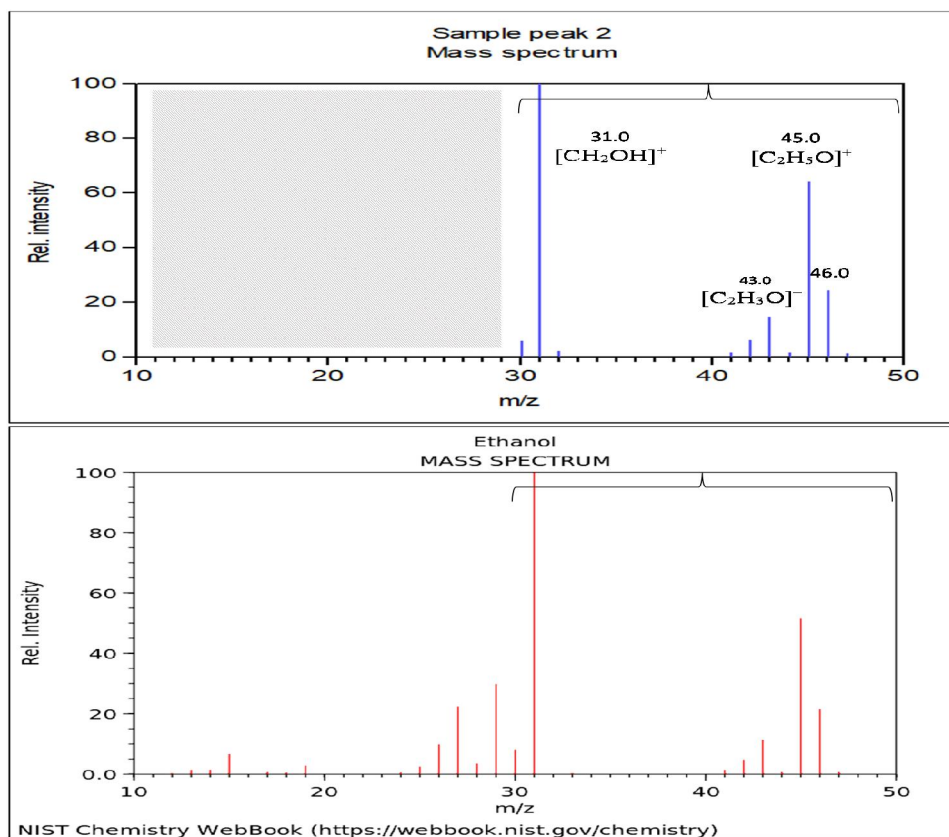 Sample peak 2
Mass spectrum
Rel. intensity
100
80
60
40
20
0
31.0
[CH₂OH]⁺
45.0
[C₂H₅O]⁺
43.0
[C₂H₃O]⁻
46.0
10 20 30 40 50
m/z
Ethanol
MASS SPECTRUM
Rel. Intensity
100
80
60
40
20
0.0
10 20 30 40 50
m/z
NIST Chemistry WebBook (https://webbook.nist.gov/chemistry)